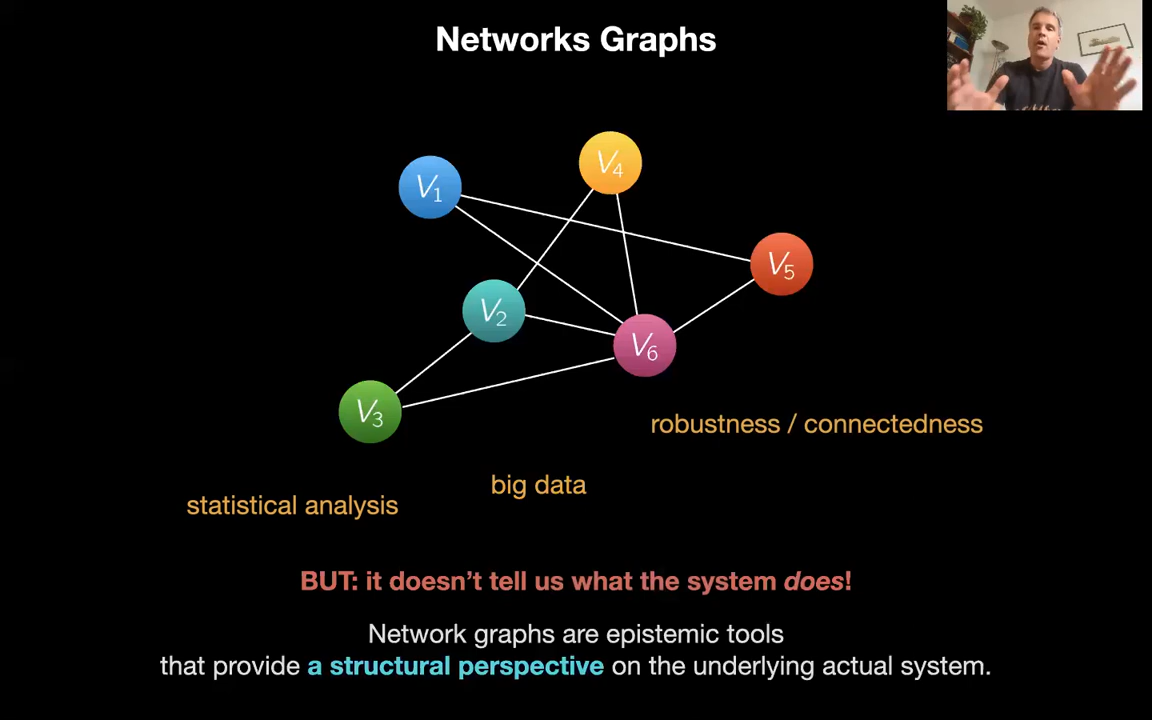 Networks Graphs
V4
V1
V5
V2
V6
V3
robustness / connectedness
big data
statistical analysis
BUT: it doesn’t tell us what the system does!
Network graphs are epistemic tools
that provide a structural perspective on the underlying actual system.